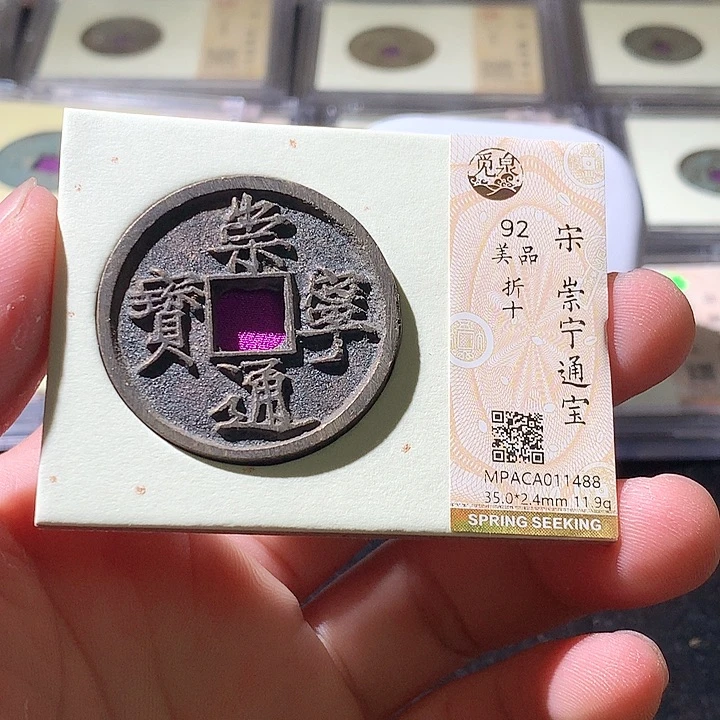 崇寧通寶
觅泉
宋 崇宁通宝
92
美品
折十
MPACA011488
35.0*2.4mm 11.9g
SPRING SEEKING